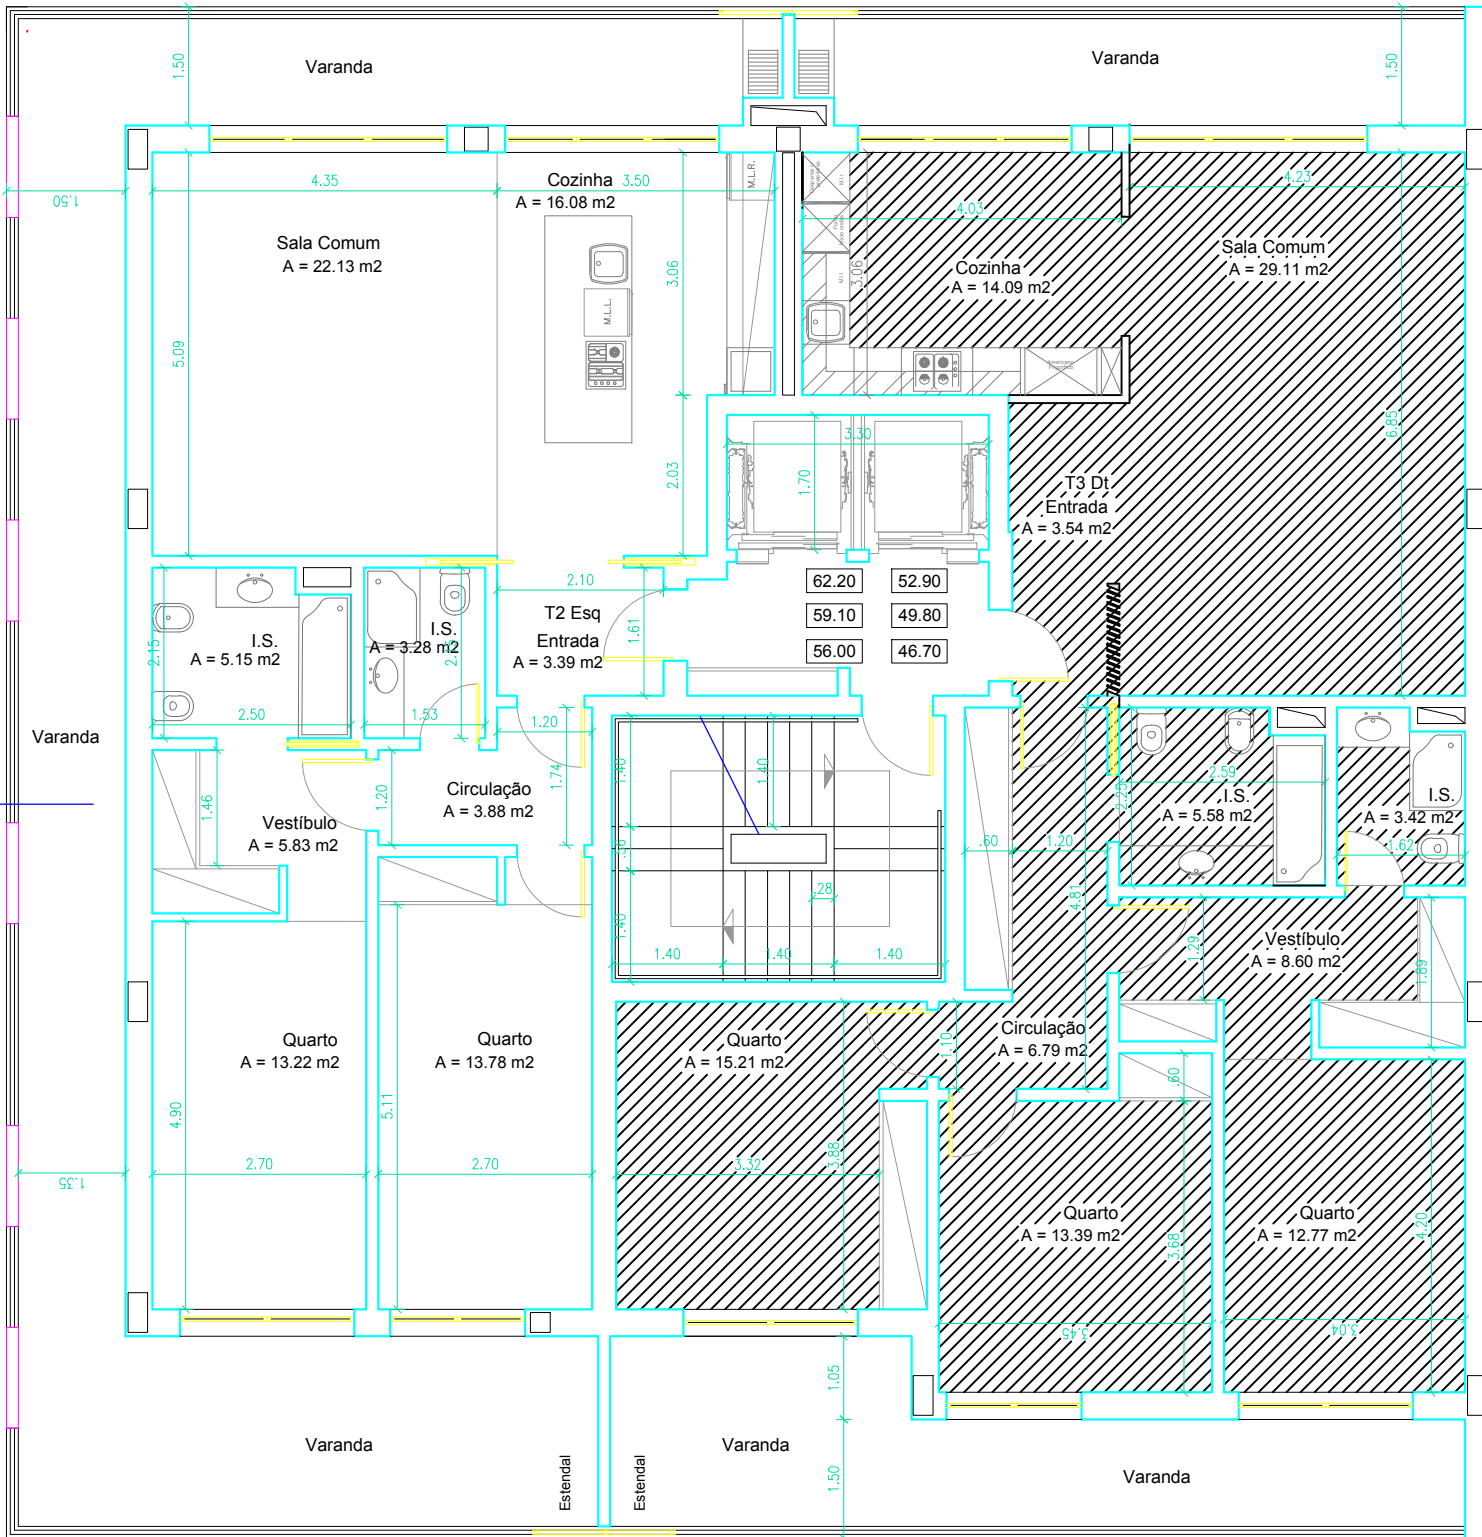 Varanda
Varanda
1.50
1.50
1.50
4.35
Cozinha
3.50
A = 16.08 m2
M.L.R.
4.23
4.03
Sala Comum
A = 22.13 m2
Sala Comum
A = 29.11 m2
Cozinha
A = 14.09 m2
3.06
3.06
M.L.L.
5.09
6.85
3.30
1.70
2.03
T3 Dt
Entrada
A = 3.54 m2
62.20
52.90
59.10
49.80
56.00
46.70
2.10
T2 Esq
Entrada
A = 3.39 m2
1.61
I.S.
A = 5.15 m2
2.15
2.50
I.S.
A = 3.28 m2
1.53
1.20
1.74
Varanda
Circulação
A = 3.88 m2
1.20
1.46
Vestíbulo
A = 5.83 m2
1.40
1.40
.56
.28
1.40
1.40
1.40
1.40
.60
1.20
4.81
2.59
2.25
I.S.
A = 5.58 m2
I.S.
A = 3.42 m2
1.62
1.29
Vestíbulo
A = 8.60 m2
1.89
Quarto
A = 13.22 m2
Quarto
A = 13.78 m2
Quarto
A = 15.21 m2
Circulação
A = 6.79 m2
1.10
.60
4.90
5.11
2.70
2.70
3.32
3.88
1.35
Quarto
A = 13.39 m2
3.68
Quarto
A = 12.77 m2
4.20
3.45
3.04
1.05
1.50
Varanda
Estendal
Estendal
Varanda
Varanda